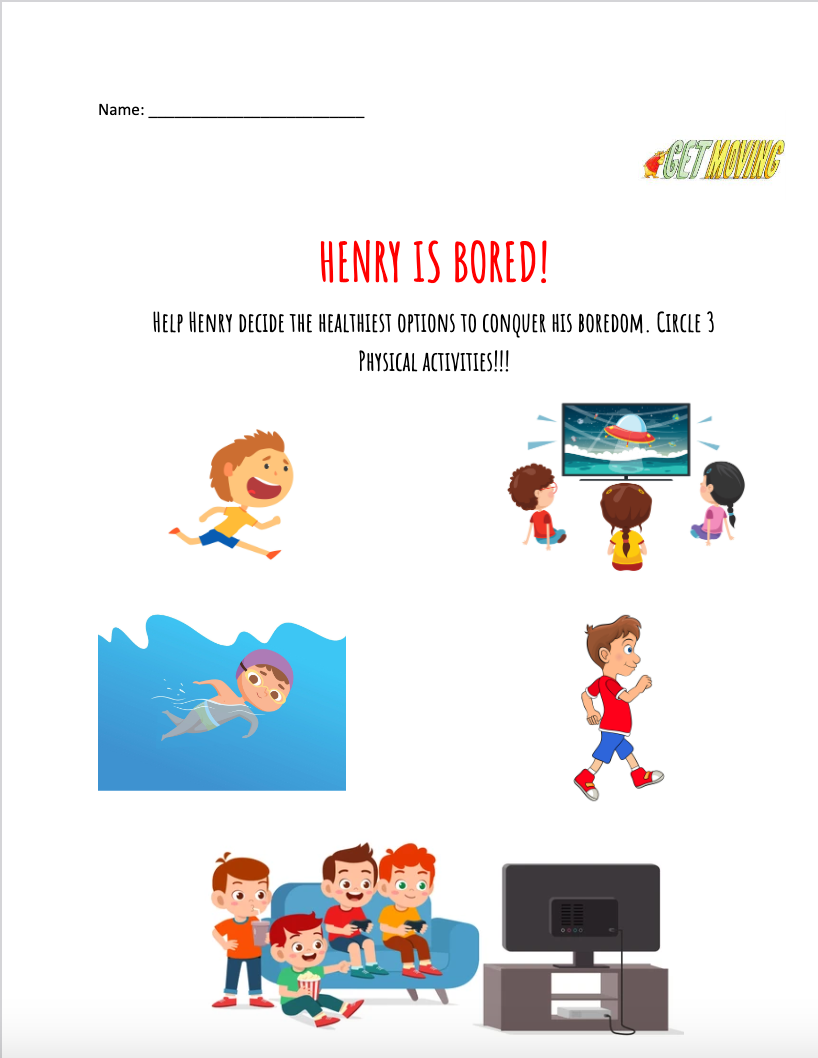 Name: ___________________________
GET MOVING
HENRY IS BORED!
HELP HENRY DECIDE THE HEALTHIEST OPTIONS TO CONQUER HIS BOREDOM. CIRCLE 3
PHYSICAL ACTIVITIES!!!